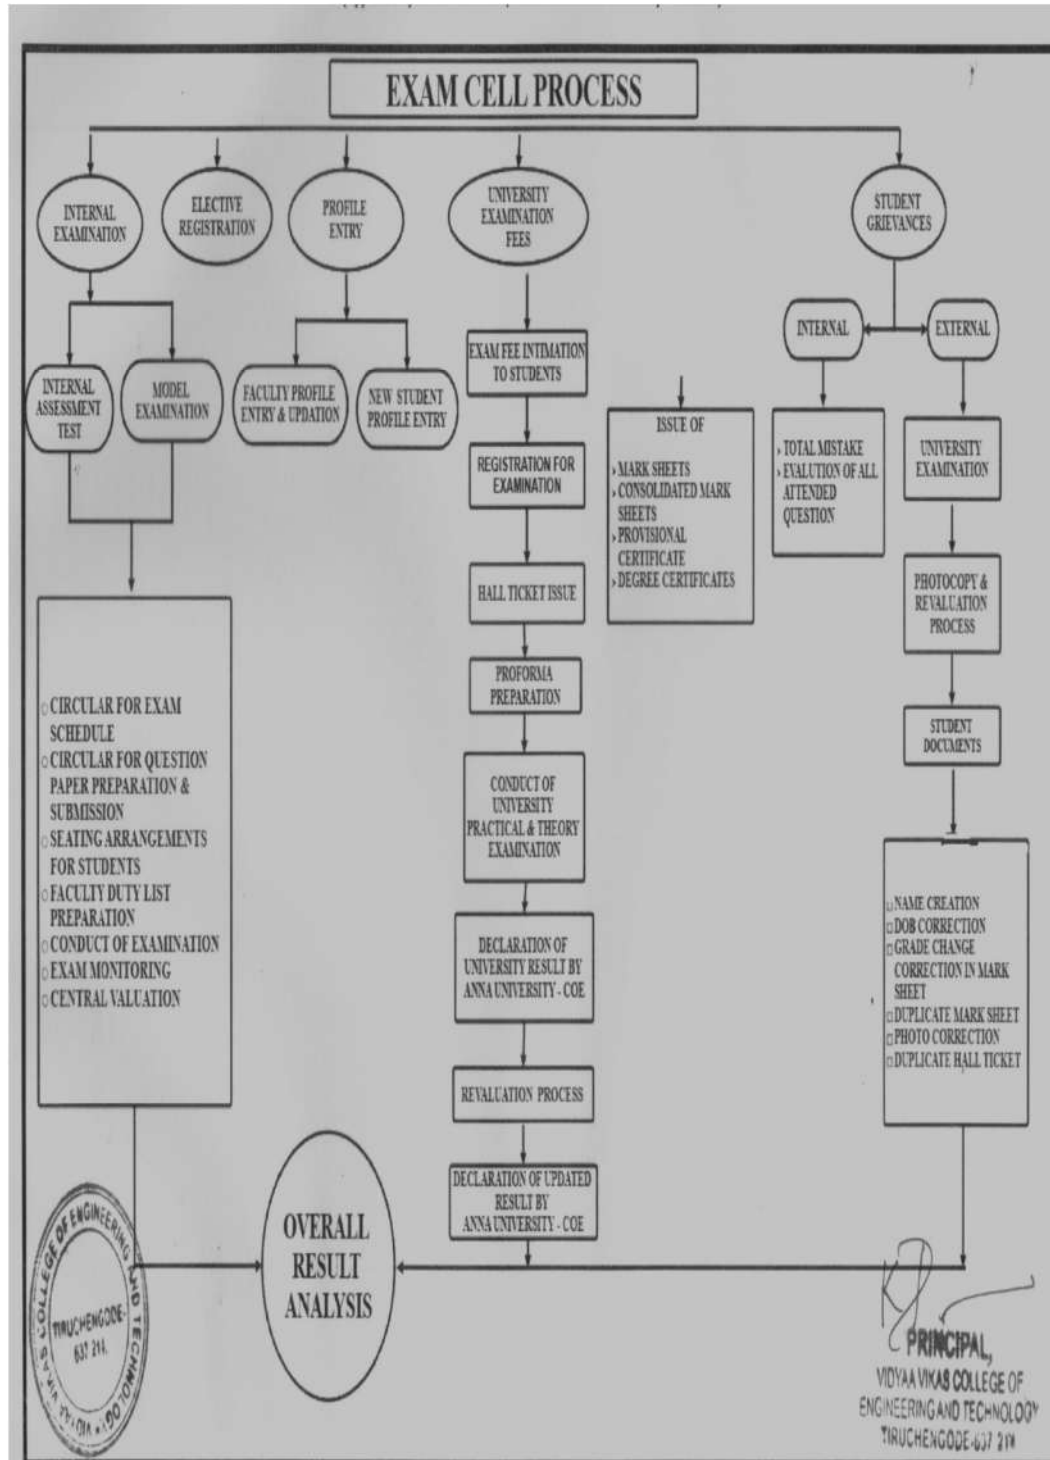 EXAM CELL PROCESS
INTERNAL
EXAMINATION
ELECTIVE
REGISTRATION
PROFILE
ENTRY
UNIVERSITY
EXAMINATION
FEES
STUDENT
GRIEVANCES
INTERNAL
ASSESSMENT
TEST
MODEL
EXAMINATION
FACULTY PROFILE
ENTRY & UPDATION
NEW STUDENT
PROFILE ENTRY
EXAM FEE INTIMATION
TO STUDENTS
REGISTRATION FOR
EXAMINATION
HALL TICKET ISSUE
PROFORMA
PREPARATION
CONDUCT OF
UNIVERSITY
PRACTICAL & THEORY
EXAMINATION
DECLARATION OF
UNIVERSITY RESULT BY
ANNA UNIVERSITY - COE
REVALUATION PROCESS
DECLARATION OF UPDATED
RESULT BY
ANNA UNIVERSITY - COE
ISSUE OF
› MARK SHEETS
› CONSOLIDATED MARK
SHEETS
› PROVISIONAL
CERTIFICATE
› DEGREE CERTIFICATES
INTERNAL
EXTERNAL
› TOTAL MISTAKE
› EVALUTION OF ALL
ATTENDED
QUESTION
UNIVERSITY
EXAMINATION
PHOTOCOPY &
REVALUATION
PROCESS
STUDENT
DOCUMENTS
□ NAME CREATION
□ DOB CORRECTION
□ GRADE CHANGE
CORRECTION IN MARK
SHEET
□ DUPLICATE MARK SHEET
□ PHOTO CORRECTION
□ DUPLICATE HALL TICKET
○ CIRCULAR FOR EXAM
SCHEDULE
○ CIRCULAR FOR QUESTION
PAPER PREPARATION &
SUBMISSION
○ SEATING ARRANGEMENTS
FOR STUDENTS
○ FACULTY DUTY LIST
PREPARATION
○ CONDUCT OF EXAMINATION
○ EXAM MONITORING
○ CENTRAL VALUATION
OVERALL
RESULT
ANALYSIS
VIDYAA VIKAS COLLEGE OF ENGINEERING AND TECHNOLOGY
TIRUCHENGODE-
637 214.
PRINCIPAL,
VIDYAA VIKAS COLLEGE OF
ENGINEERING AND TECHNOLOGY
TIRUCHENGODE-637 214